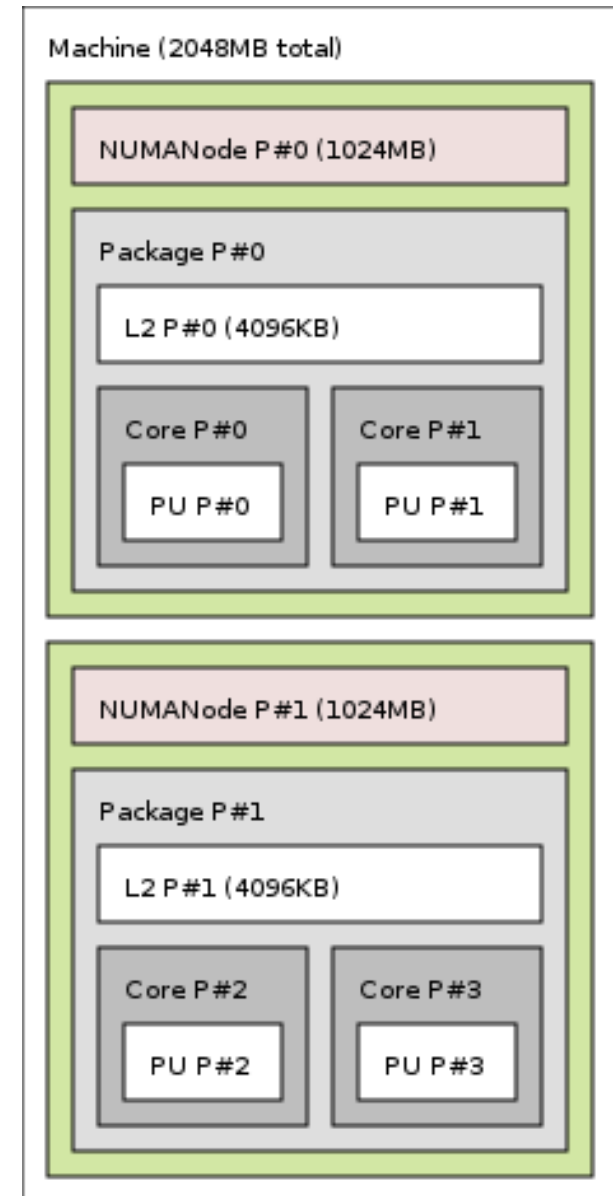 Machine (2048MB total)
NUMANode P#0 (1024MB)
Package P#0
L2 P#0 (4096KB)
Core P#0
Core P#1
PU P#0
PU P#1
NUMANode P#1 (1024MB)
Package P#1
L2 P#1 (4096KB)
Core P#2
Core P#3
PU P#2
PU P#3